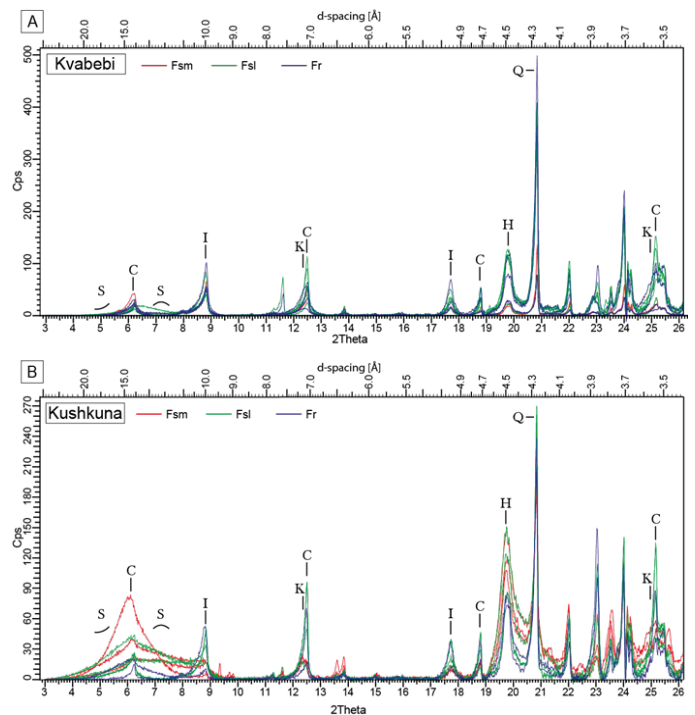 A
d-spacing [Å]
20.0 15.0 10.0 9.0 8.0 7.0 6.0 5.5 4.9 4.7 4.5 4.3 4.1 3.9 3.7 3.5
Kvabebi Fsm Fsl Fr
Cps
500
400
300
200
100
0
S C S I K C I C H Q K C
3 4 5 6 7 8 9 10 11 12 13 14 15 16 17 18 19 20 21 22 23 24 25 26
2Theta
B
d-spacing [Å]
20.0 15.0 10.0 9.0 8.0 7.0 6.0 5.5 4.9 4.7 4.5 4.3 4.1 3.9 3.7 3.5
Kushkuna Fsm Fsl Fr
Cps
270
240
210
180
150
120
90
60
30
0
S C S I K C I C H Q K C
3 4 5 6 7 8 9 10 11 12 13 14 15 16 17 18 19 20 21 22 23 24 25 26
2Theta